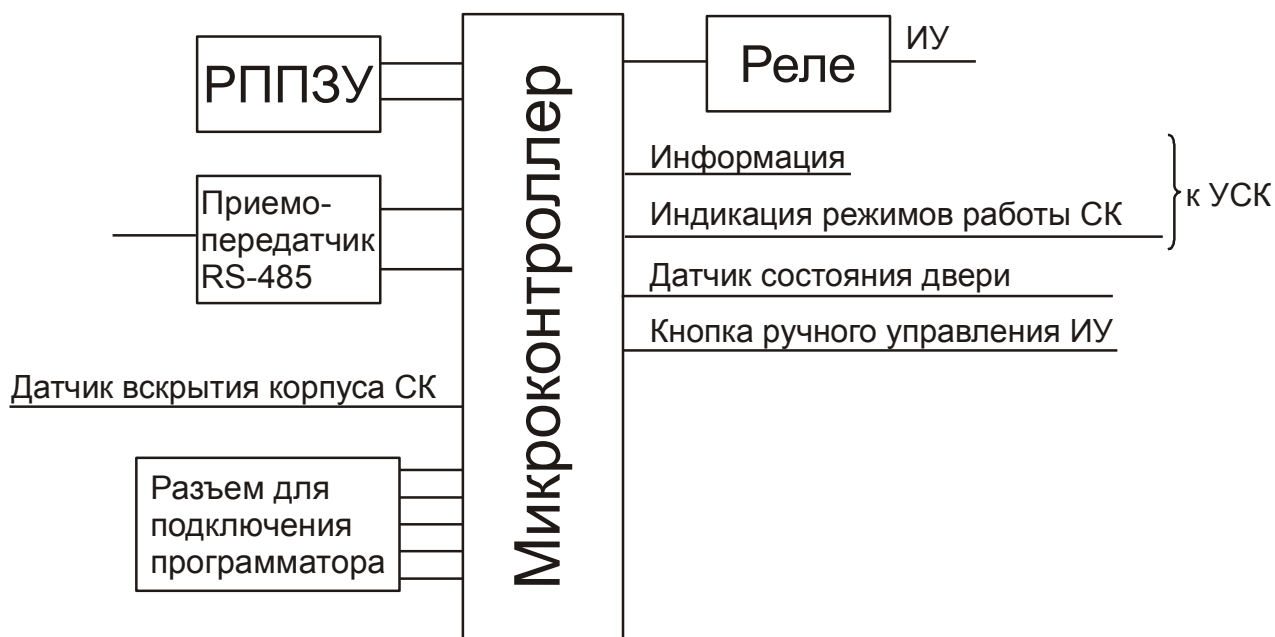 РППЗУ
Приемо-
передатчик
RS-485
Датчик вскрытия корпуса СК
Разъем для
подключения
программатора
Микроконтроллер
Реле
ИУ
Информация
Индикация режимов работы СК
к УСК
Датчик состояния двери
Кнопка ручного управления ИУ